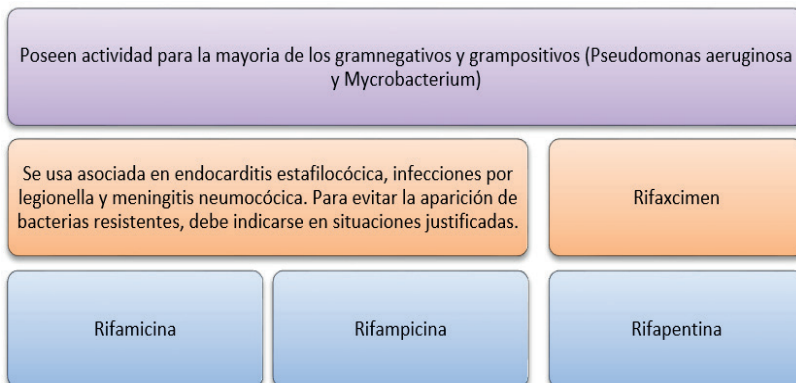 Poseen actividad para la mayoria de los gramnegativos y grampositivos (Pseudomonas aeruginosa
y Mycrobacterium)
Se usa asociada en endocarditis estafilocócica, infecciones por
legionella y meningitis neumocócica. Para evitar la aparición de
bacterias resistentes, debe indicarse en situaciones justificadas.
Rifaxcimen
Rifamicina
Rifampicina
Rifapentina